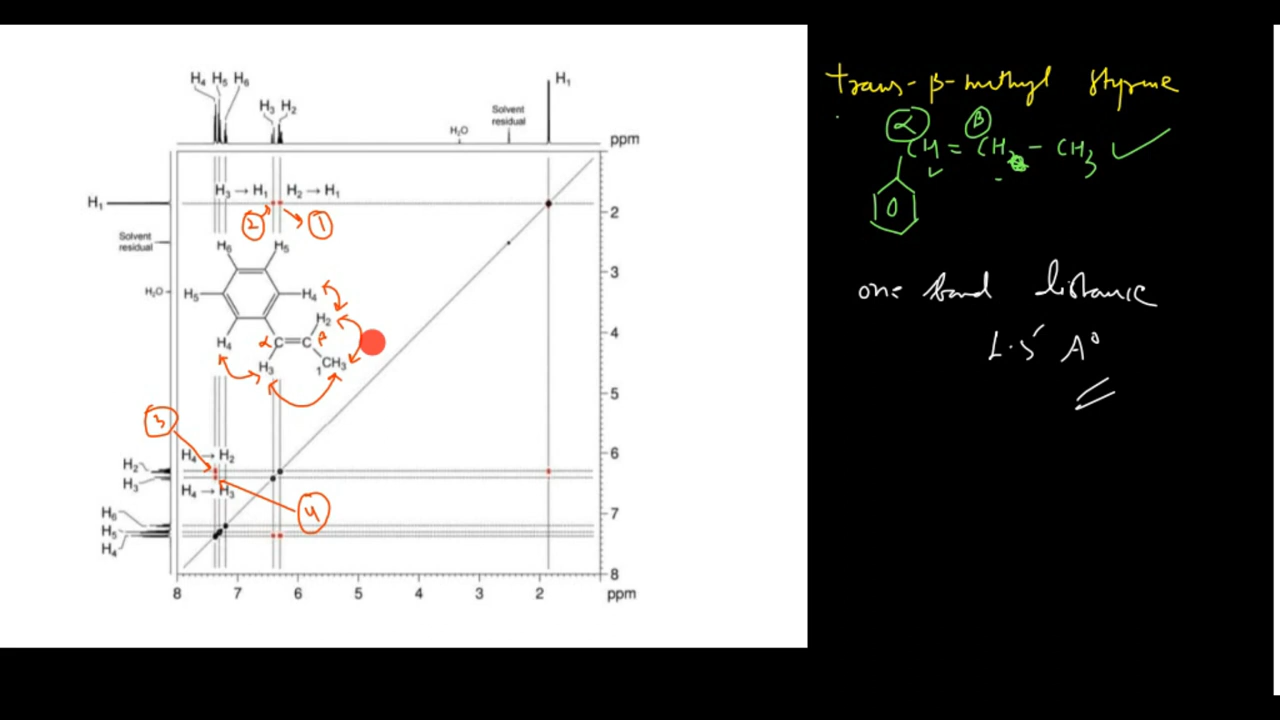 H₄ H₅ H₆
H₃ H₂
H₂O
Solvent
residual
H₁
ppm
H₁
H₃ → H₁ H₂ → H₁
2
1
2
Solvent
residual
H₆ H₅
3
H₂O
H₅ H₄
H₂
4
α C=C β
H₄
H₃ ₁CH₃
5
3
H₄ → H₂
6
H₂
H₃
H₄ → H₃
4
7
H₆
H₅
H₄
8
8 7 6 5 4 3 2 ppm
trans-β-methyl styrene
α β
CH = CH - CH₃
one bond distance
1.5 A°